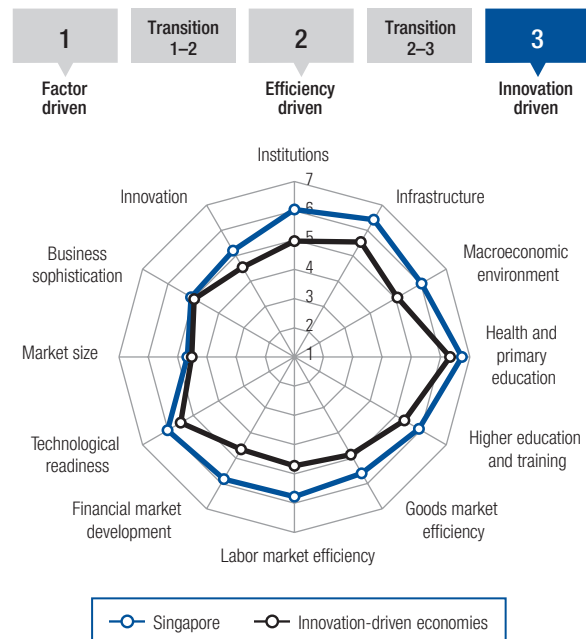 1
Transition
1–2
2
Transition
2–3
3
Factor
driven
Efficiency
driven
Innovation
driven
Institutions
7
6
5
4
3
2
1
Infrastructure
Macroeconomic
environment
Health and
primary
education
Higher education
and training
Goods market
efficiency
Labor market efficiency
Financial market
development
Technological
readiness
Market size
Business
sophistication
Innovation
Singapore
Innovation-driven economies